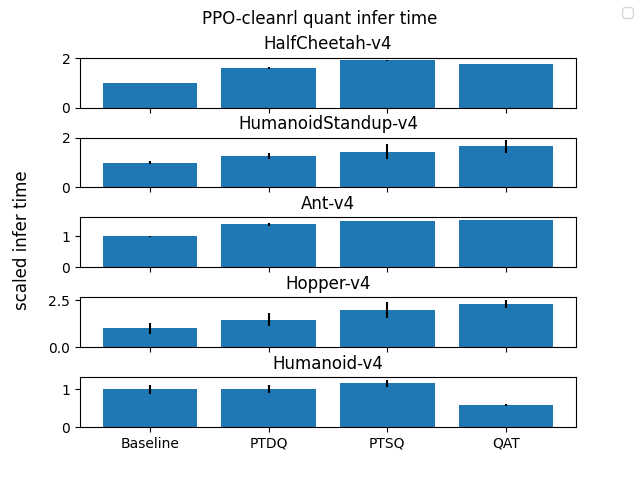 PPO-cleanrl quant infer time
HalfCheetah-v4
2
0
HumanoidStandup-v4
2
0
Ant-v4
1
0
scaled infer time
Hopper-v4
2.5
0.0
Humanoid-v4
1
0
Baseline PTDQ PTSQ QAT